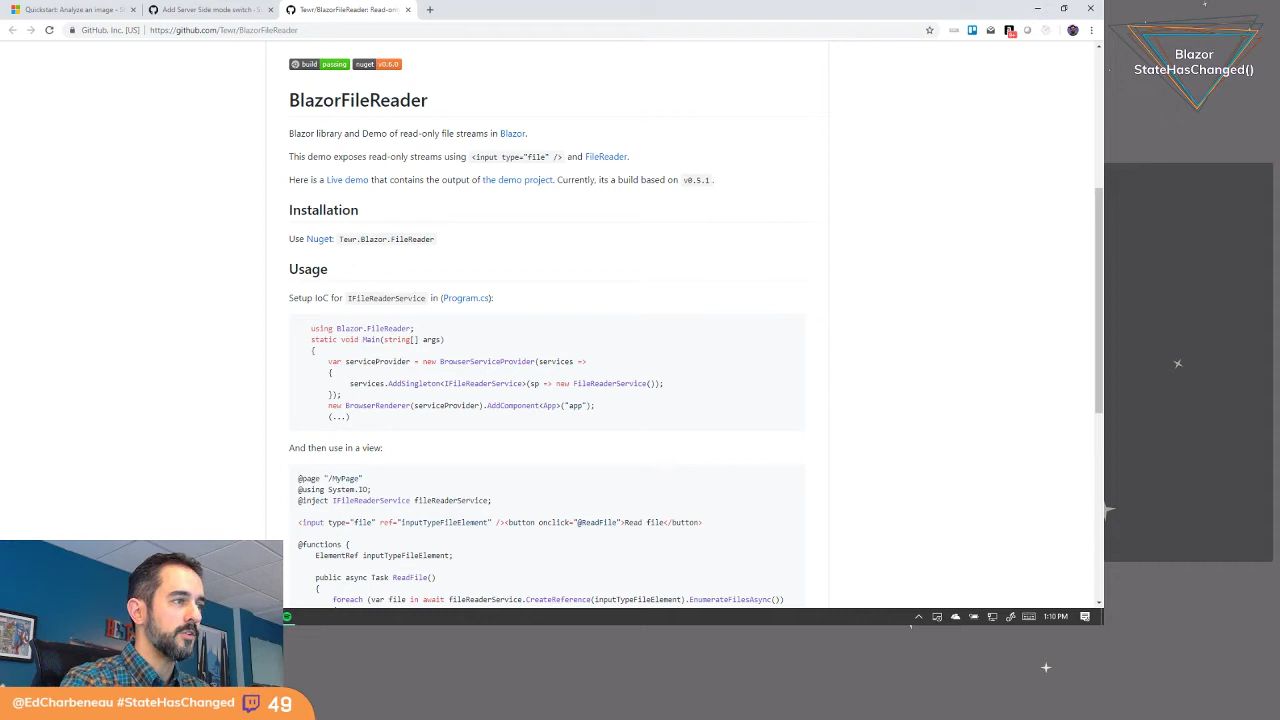 Quickstart: Analyze an image - S
Add Server Side mode switch - S
Tewr/BlazorFileReader: Read-on
GitHub, Inc. [US]
https://github.com/Tewr/BlazorFileReader
build passing nuget v0.6.0
BlazorFileReader
Blazor library and Demo of read-only file streams in Blazor.
This demo exposes read-only streams using <input type="file" /> and FileReader.
Here is a Live demo that contains the output of the demo project. Currently, its a build based on v0.5.1 .
Installation
Use Nuget: Tewr.Blazor.FileReader
Usage
Setup IoC for IFileReaderService in (Program.cs):
using Blazor.FileReader;
static void Main(string[] args)
{
var serviceProvider = new BrowserServiceProvider(services =>
{
services.AddSingleton<IFileReaderService>(sp => new FileReaderService());
});
new BrowserRenderer(serviceProvider).AddComponent<App>("app");
(...)
And then use in a view:
@page "/MyPage"
@using System.IO;
@inject IFileReaderService fileReaderService;
<input type="file" ref="inputTypeFileElement" /><button onclick="@ReadFile">Read file</button>
@functions {
ElementRef inputTypeFileElement;
public async Task ReadFile()
{
foreach (var file in await fileReaderService.CreateReference(inputTypeFileElement).EnumerateFilesAsync())
1:10 PM
Blazor
StateHasChanged()
@EdCharbeneau #StateHasChanged 49